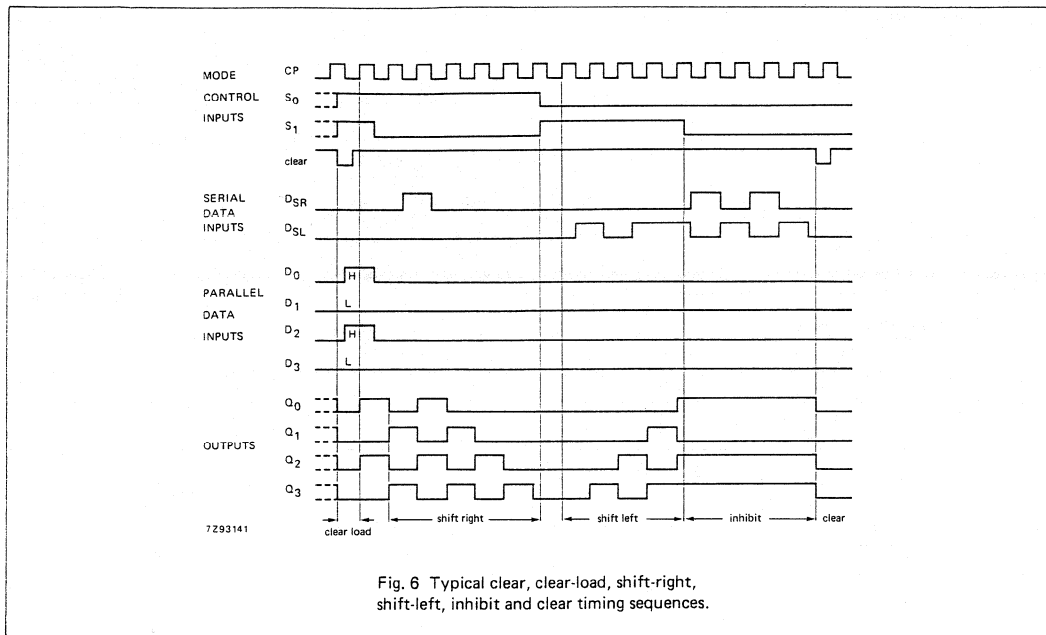 MODE
CONTROL
INPUTS
CP
S0
S1
clear
SERIAL
DATA
INPUTS
DSR
DSL
PARALLEL
DATA
INPUTS
D0 H
D1 L
D2 H
D3 L
OUTPUTS
Q0
Q1
Q2
Q3
7Z93141
clear load
shift right
shift left
inhibit
clear
Fig. 6 Typical clear, clear-load, shift-right,
shift-left, inhibit and clear timing sequences.